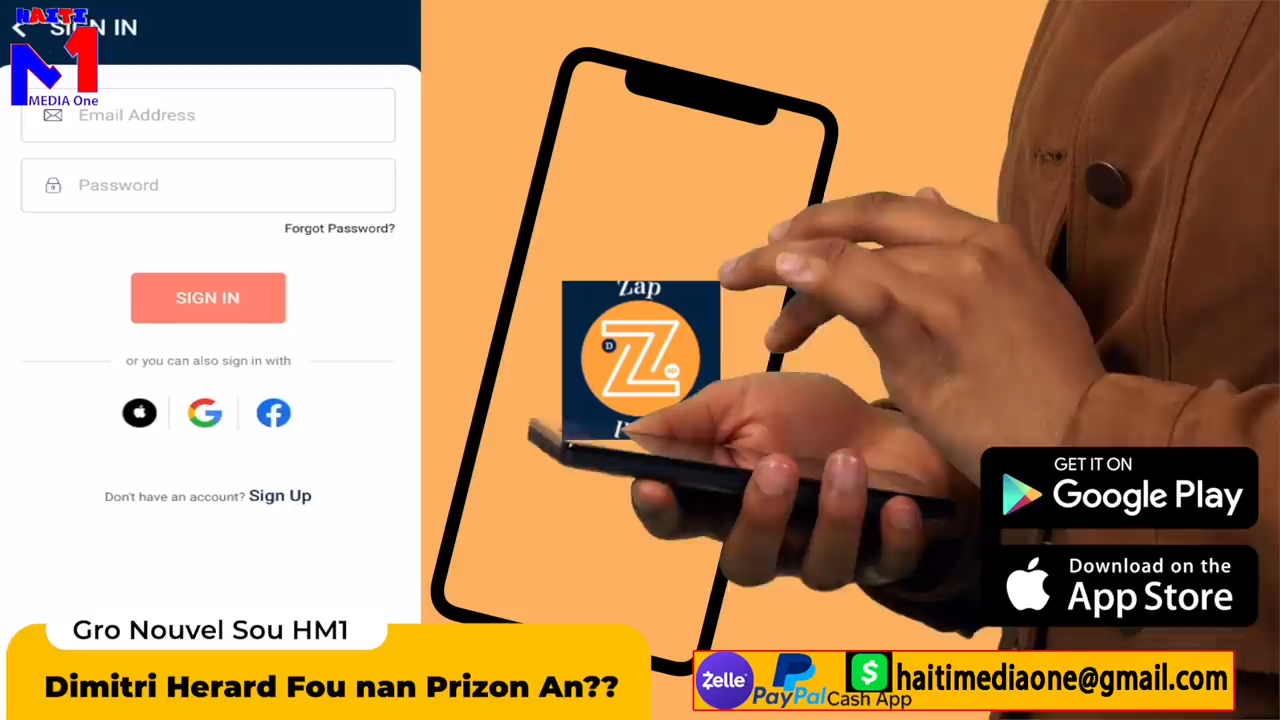 HAITI
M1
MEDIA One
SIGN IN
Email Address
Password
Forgot Password?
SIGN IN
or you can also sign in with
Don't have an account? Sign Up
Zap
Z
D
GET IT ON
Google Play
Download on the
App Store
Gro Nouvel Sou HM1
Dimitri Herard Fou nan Prizon An??
Zelle
PayPal
$
Cash App
haitimediaone@gmail.com